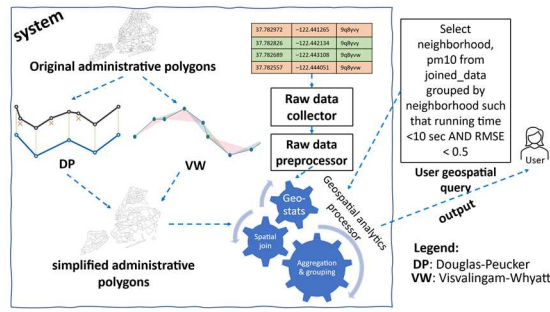 system
Original administrative polygons
DP
VW
simplified administrative
polygons
37.782972 −122.441265 9q8yvy
37.782826 −122.442134 9q8yvy
37.782689 −122.443108 9q8yvy
37.782557 −122.444051 9q8yvy
Raw data
collector
Raw data
preprocessor
Geo-
stats
Spatial
join
Aggregation
& grouping
Geospatial analytics
processor
Select
neighborhood,
pm10 from
joined_data
grouped by
neighborhood such
that running time
<10 sec AND RMSE
< 0.5
User geospatial
query
output
User
Legend:
DP: Douglas-Peucker
VW: Visvalingam-Whyatt